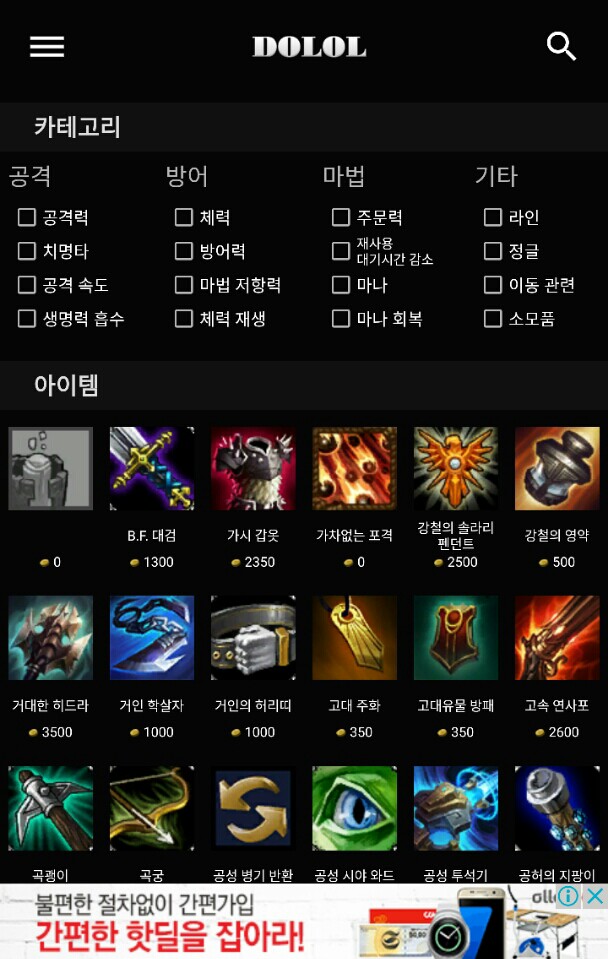 DOLOL
카테고리
공격 방어 마법 기타
공격력 체력 주문력 라인
치명타 방어력 재사용 대기시간 감소 정글
공격 속도 마법 저항력 마나 이동 관련
생명력 흡수 체력 재생 마나 회복 소모품
아이템
B.F. 대검 가시 갑옷 가차없는 포격 강철의 솔라리 펜던트 강철의 영약
0 1300 2350 0 2500 500
거대한 히드라 거인 학살자 거인의 허리띠 고대 주화 고대유물 방패 고속 연사포
3500 1000 1000 350 350 2600
곡괭이 곡궁 공성 병기 반환 공성 시야 와드 공성 투석기 공허의 지팡이
불편한 절차없이 간편가입
간편한 핫딜을 잡아라!